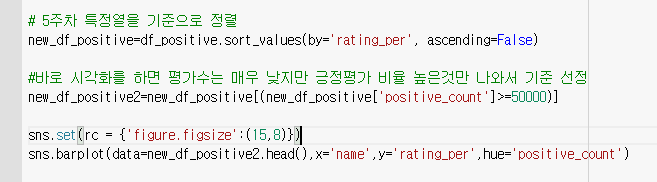 # 5주차 특정열을 기준으로 정렬
new_df_positive=df_positive.sort_values(by='rating_per', ascending=False)
#바로 시각화를 하면 평가수는 매우 낮지만 긍정평가 비율 높은것만 나와서 기준 선정
new_df_positive2=new_df_positive[(new_df_positive['positive_count']>=50000)]
sns.set(rc = {'figure.figsize':(15,8)})
sns.barplot(data=new_df_positive2.head(),x='name',y='rating_per',hue='positive_count')